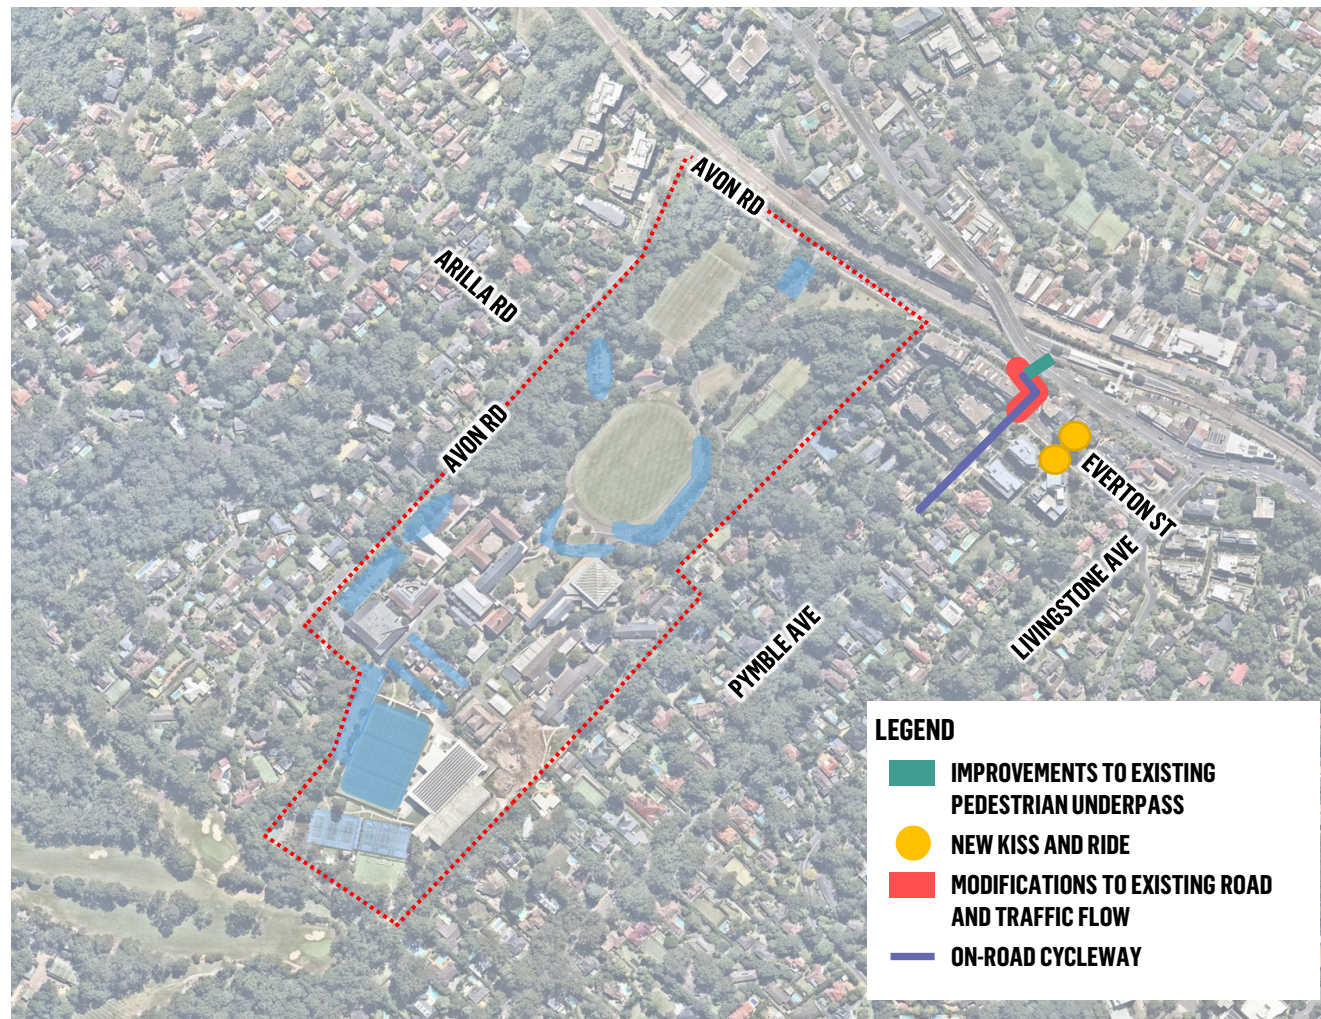 AVON RD
ARILLA RD
AVON RD
EVERTON ST
LIVINGSTONE AVE
PYMBLE AVE
LEGEND
IMPROVEMENTS TO EXISTING
PEDESTRIAN UNDERPASS
NEW KISS AND RIDE
MODIFICATIONS TO EXISTING ROAD
AND TRAFFIC FLOW
ON-ROAD CYCLEWAY